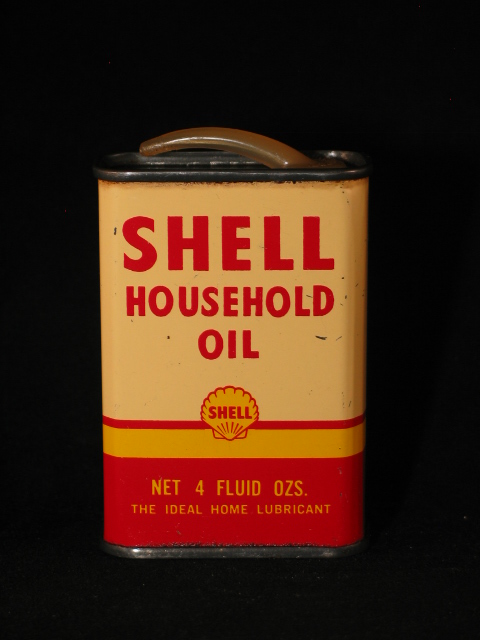 SHELL
HOUSEHOLD
OIL
SHELL
NET 4 FLUID OZS.
THE IDEAL HOME LUBRICANT